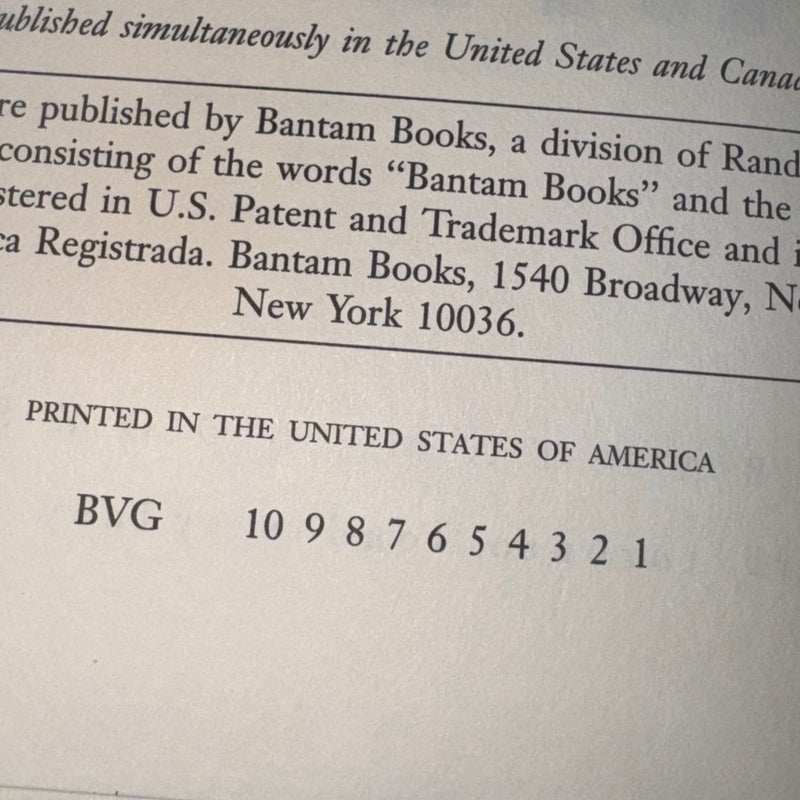 ublished simultaneously in the United States and Canad
re published by Bantam Books, a division of Rand
consisting of the words “Bantam Books” and the
stered in U.S. Patent and Trademark Office and i
ca Registrada. Bantam Books, 1540 Broadway, Ne
New York 10036.
PRINTED IN THE UNITED STATES OF AMERICA
BVG 10 9 8 7 6 5 4 3 2 1